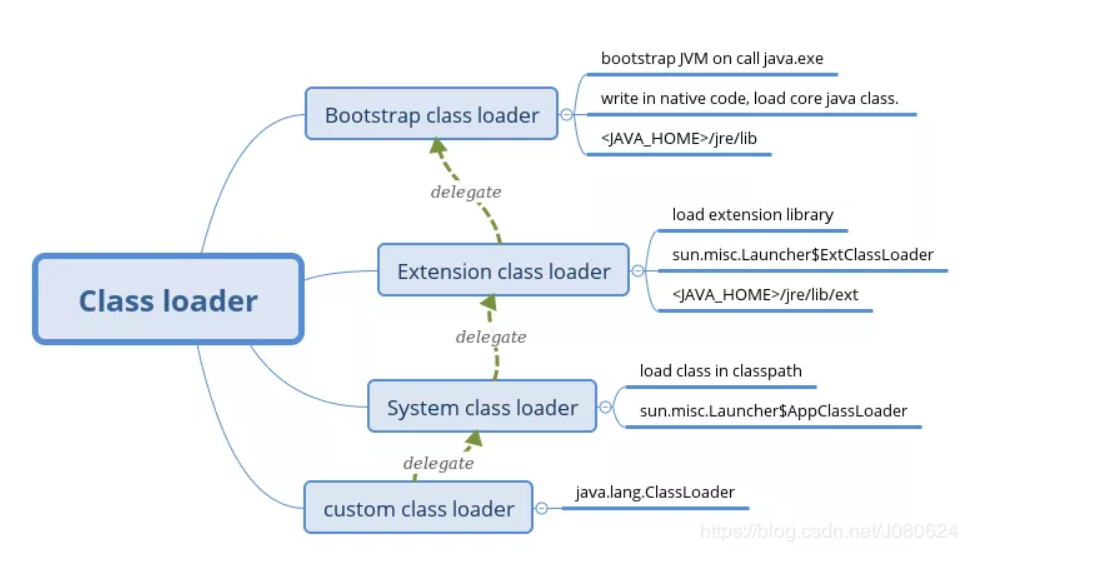 bootstrap JVM on call java.exe
Bootstrap class loader
write in native code, load core java class.
<JAVA_HOME>/jre/lib
delegate
load extension library
Extension class loader
sun.misc.Launcher$ExtClassLoader
<JAVA_HOME>/jre/lib/ext
Class loader
delegate
load class in classpath
System class loader
sun.misc.Launcher$AppClassLoader
delegate
custom class loader
java.lang.ClassLoader
https://blog.csdn.net/J080624